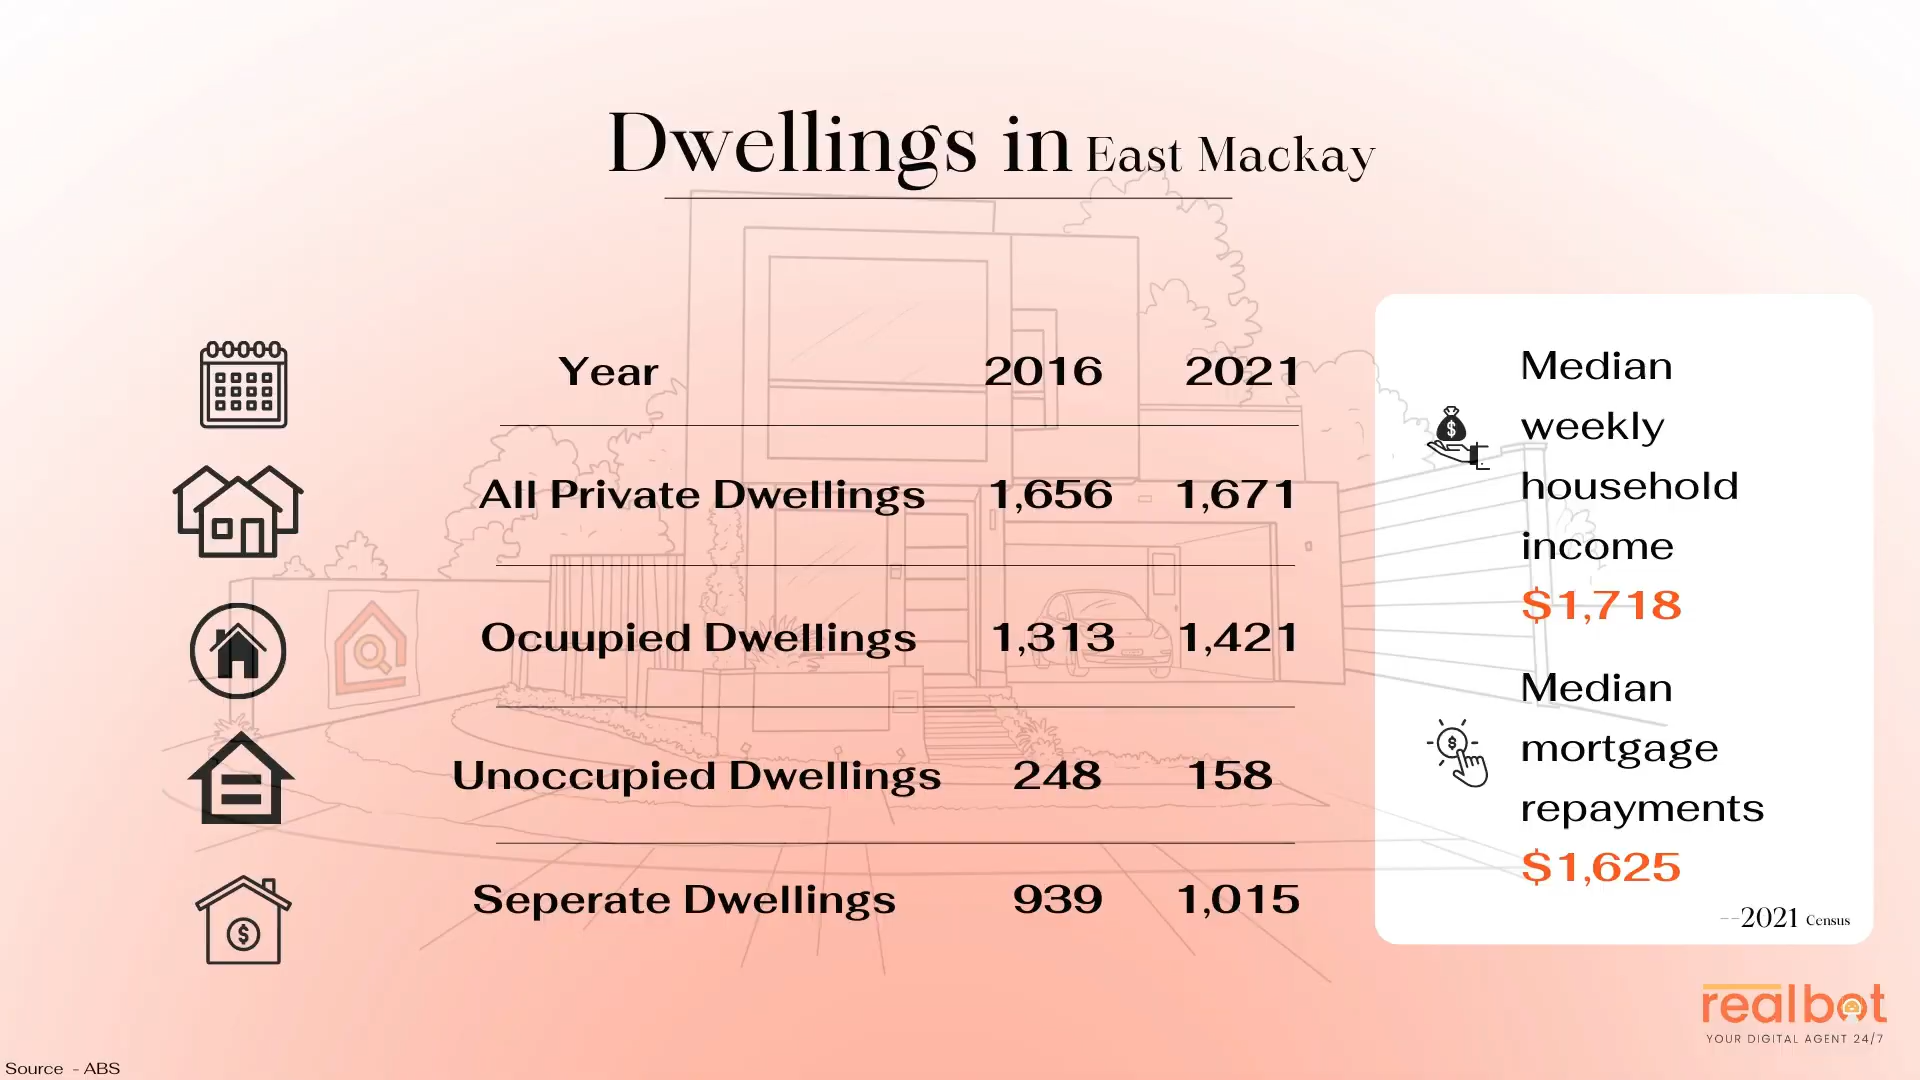 Dwellings in East Mackay
Year 2016 2021
All Private Dwellings 1,656 1,671
Ocuupied Dwellings 1,313 1,421
Unoccupied Dwellings 248 158
Seperate Dwellings 939 1,015
Median
weekly
household
income
$1,718
Median
mortgage
repayments
$1,625
--2021 Census
realbot
YOUR DIGITAL AGENT 24/7
Source - ABS